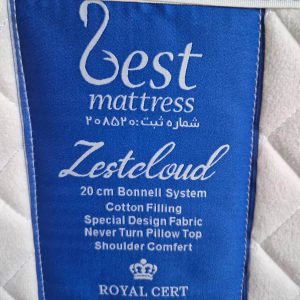 Best
mattress
شماره ثبت:۲۰۸۵۲۰
Zestcloud
20 cm Bonnell System
Cotton Filling
Special Design Fabric
Never Turn Pillow Top
Shoulder Comfert
ROYAL CERT